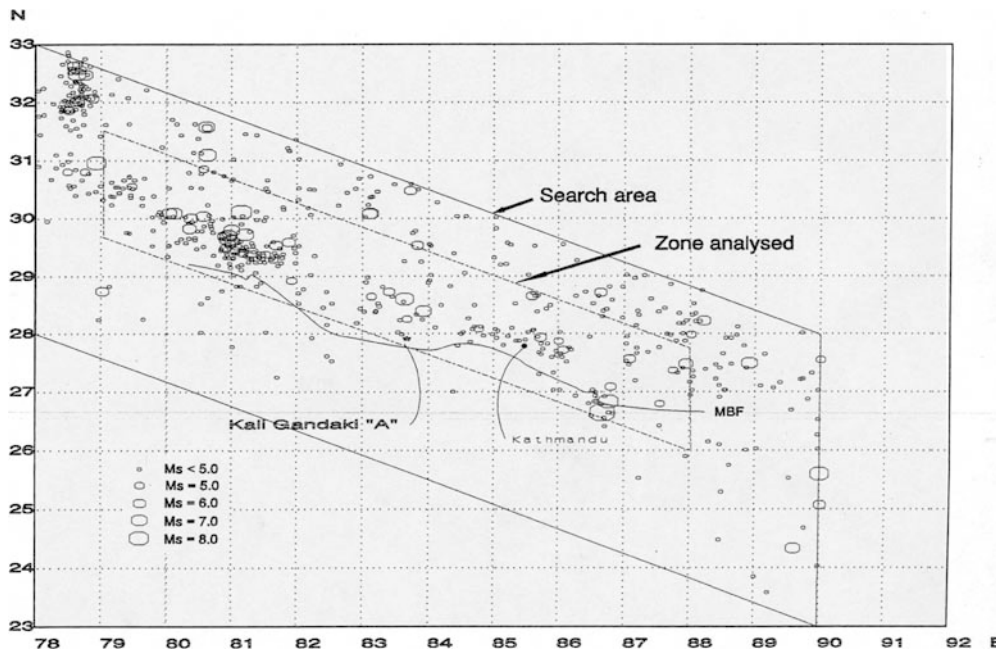 N
33
32
31
30
29
28
27
26
25
24
23
Search area
Zone analysed
MBF
Kali Gandaki "A"
Kathmandu
Ms < 5.0
Ms = 5.0
Ms = 6.0
Ms = 7.0
Ms = 8.0
78 79 80 81 82 83 84 85 86 87 88 89 90 91 92 E